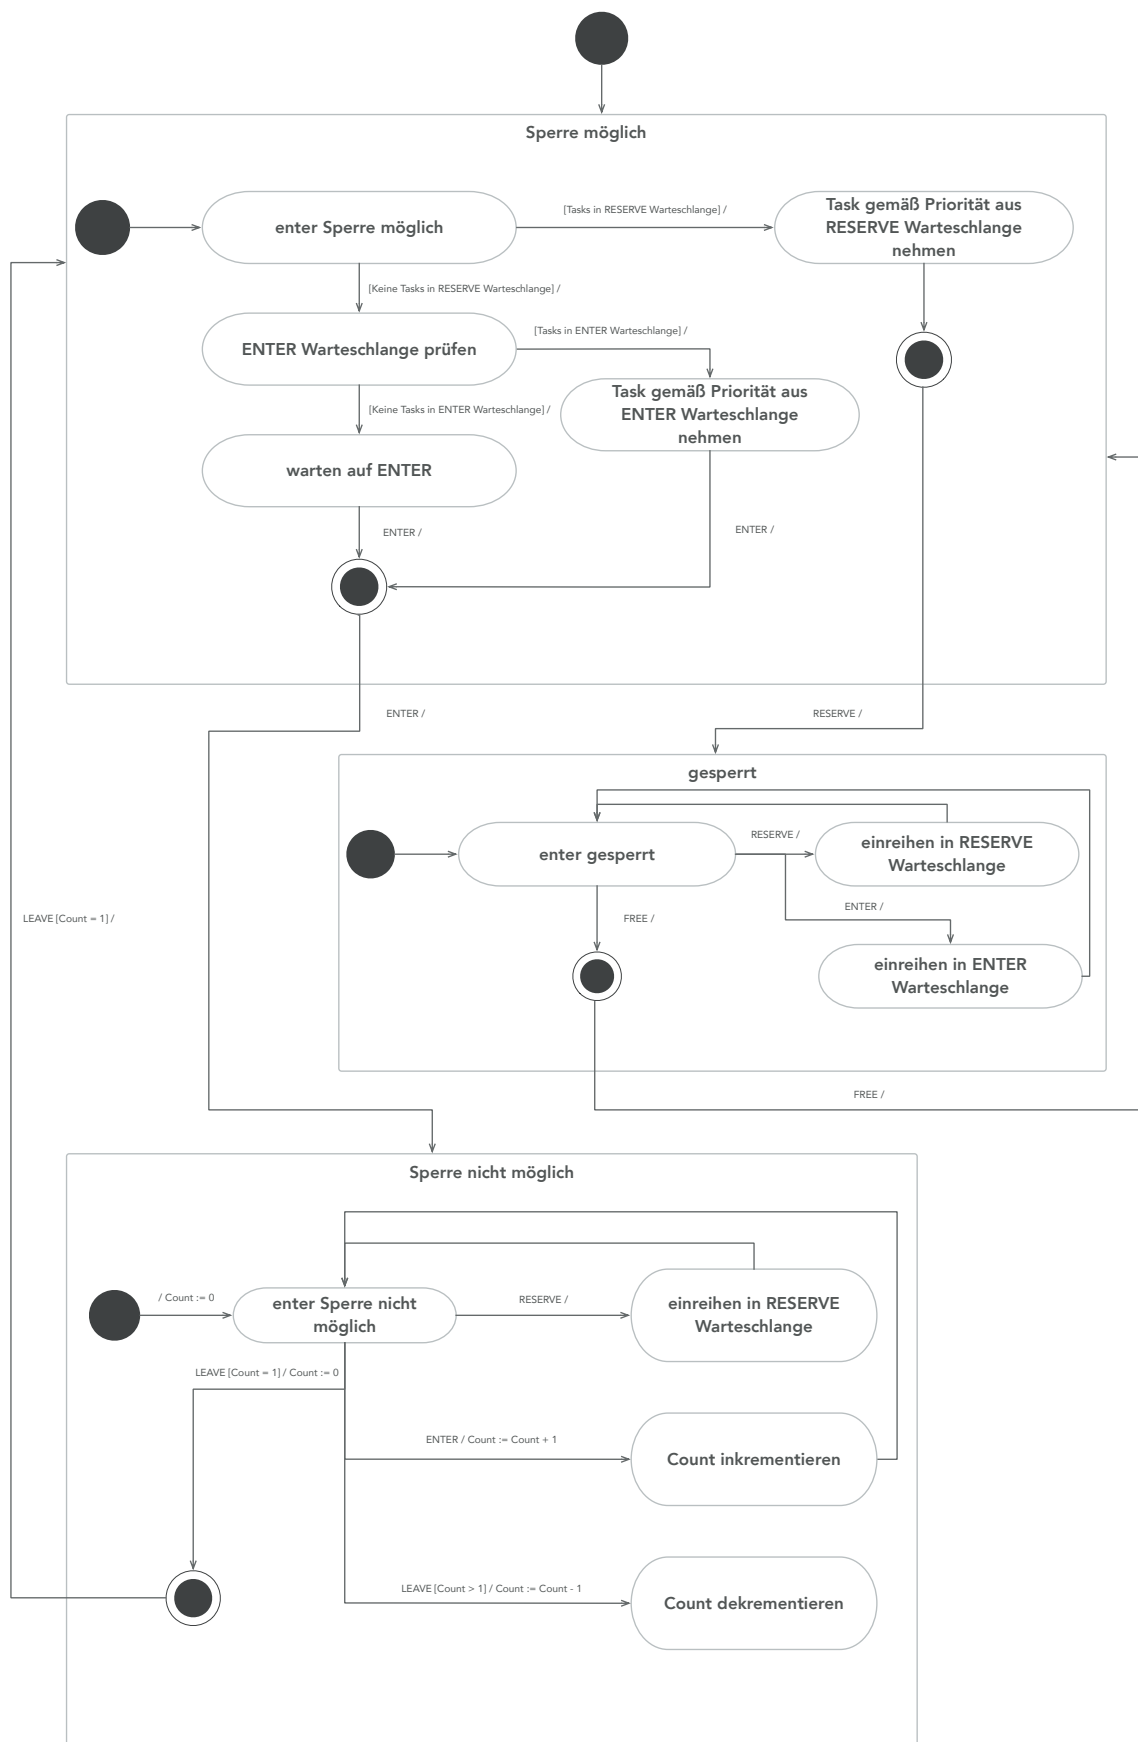 Sperre möglich
enter Sperre möglich
[Tasks in RESERVE Warteschlange] /
Task gemäß Priorität aus
RESERVE Warteschlange
nehmen
[Keine Tasks in RESERVE Warteschlange] /
ENTER Warteschlange prüfen
[Tasks in ENTER Warteschlange] /
Task gemäß Priorität aus
ENTER Warteschlange
nehmen
[Keine Tasks in ENTER Warteschlange] /
warten auf ENTER
ENTER /
ENTER /
ENTER /
RESERVE /
gesperrt
enter gesperrt
RESERVE /
einreihen in RESERVE
Warteschlange
ENTER /
FREE /
einreihen in ENTER
Warteschlange
LEAVE [Count = 1] /
FREE /
Sperre nicht möglich
/ Count := 0
enter Sperre nicht
möglich
RESERVE /
einreihen in RESERVE
Warteschlange
LEAVE [Count = 1] / Count := 0
ENTER / Count := Count + 1
Count inkrementieren
LEAVE [Count > 1] / Count := Count - 1
Count dekrementieren